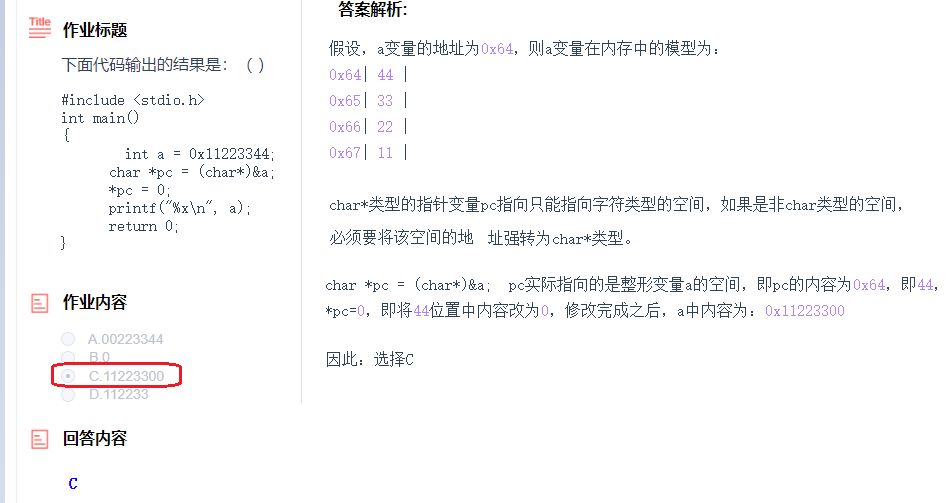 Title 作业标题
下面代码输出的结果是：（ ）
#include <stdio.h>
int main()
{
int a = 0x11223344;
char *pc = (char*)&a;
*pc = 0;
printf("%x\n", a);
return 0;
}
作业内容
A.00223344
B.0
C.11223300
D.112233
回答内容
C
答案解析:
假设，a变量的地址为0x64，则a变量在内存中的模型为：
0x64| 44 |
0x65| 33 |
0x66| 22 |
0x67| 11 |
char*类型的指针变量pc指向只能指向字符类型的空间，如果是非char类型的空间，
必须要将该空间的地 址强转为char*类型。
char *pc = (char*)&a; pc实际指向的是整形变量a的空间，即pc的内容为0x64，即44，
*pc=0，即将44位置中内容改为0，修改完成之后，a中内容为：0x11223300
因此：选择C